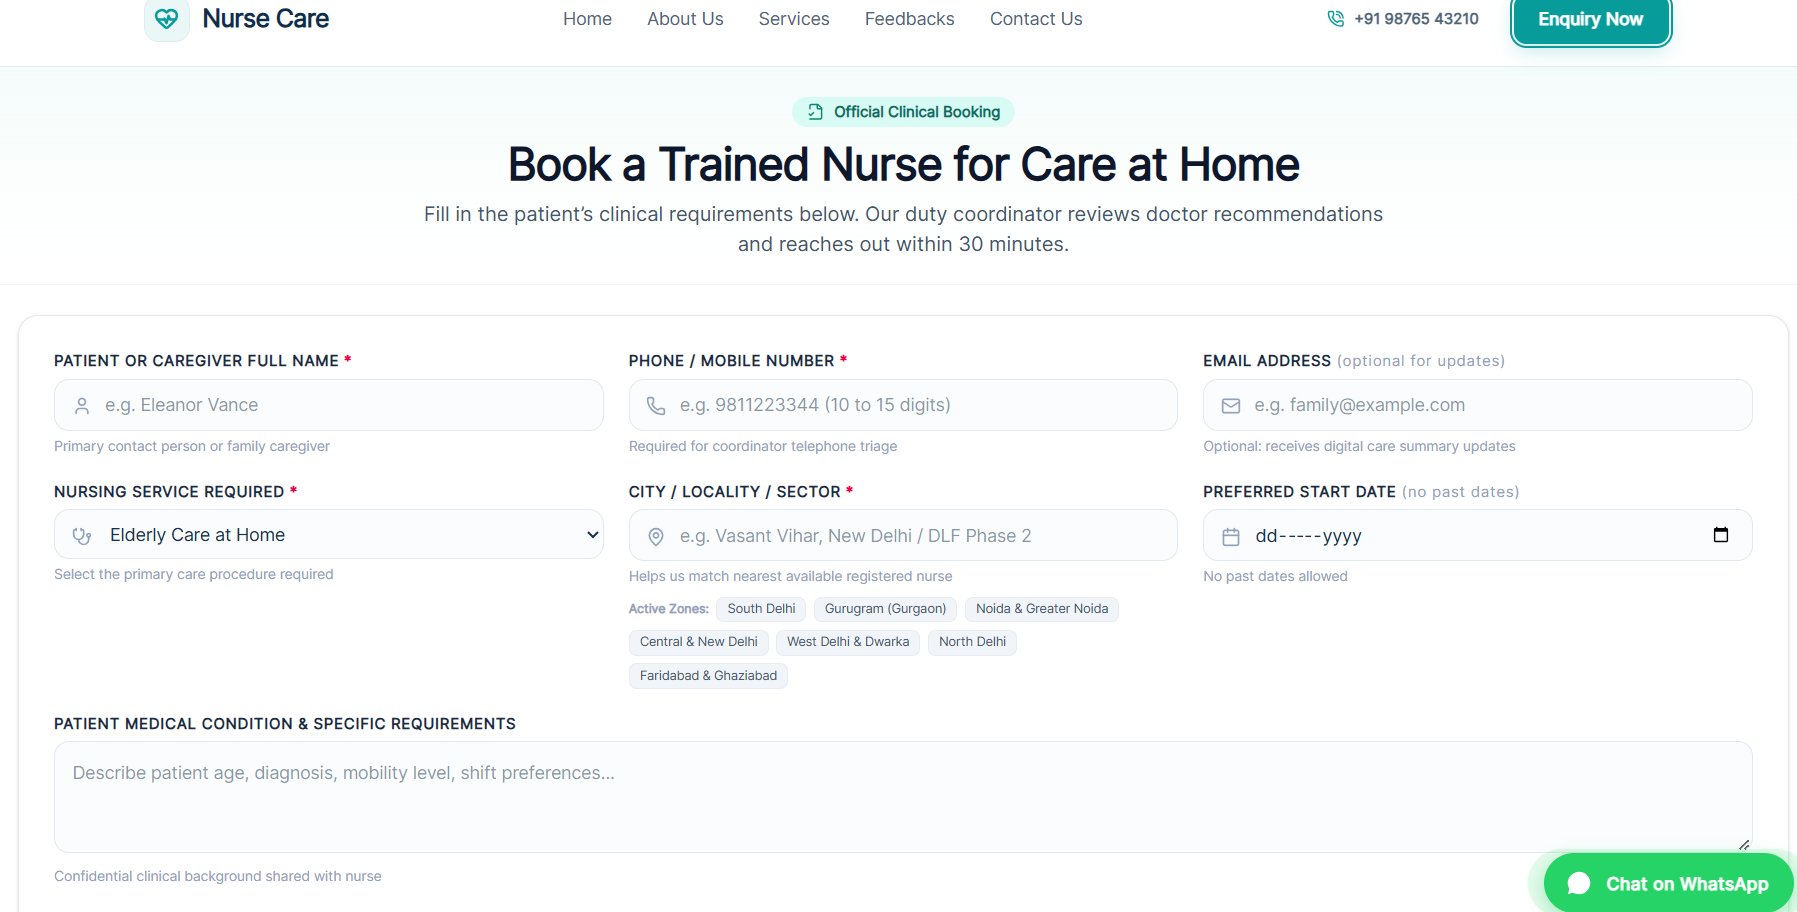 Nurse Care
Home About Us Services Feedbacks Contact Us
+91 98765 43210
Enquiry Now
Official Clinical Booking
Book a Trained Nurse for Care at Home
Fill in the patient’s clinical requirements below. Our duty coordinator reviews doctor recommendations
and reaches out within 30 minutes.
PATIENT OR CAREGIVER FULL NAME *
e.g. Eleanor Vance
Primary contact person or family caregiver
PHONE / MOBILE NUMBER *
e.g. 9811223344 (10 to 15 digits)
Required for coordinator telephone triage
EMAIL ADDRESS (optional for updates)
e.g. family@example.com
Optional: receives digital care summary updates
NURSING SERVICE REQUIRED *
Elderly Care at Home
Select the primary care procedure required
CITY / LOCALITY / SECTOR *
e.g. Vasant Vihar, New Delhi / DLF Phase 2
Helps us match nearest available registered nurse
Active Zones: South Delhi Gurugram (Gurgaon) Noida & Greater Noida
Central & New Delhi West Delhi & Dwarka North Delhi
Faridabad & Ghaziabad
PREFERRED START DATE (no past dates)
dd-----yyyy
No past dates allowed
PATIENT MEDICAL CONDITION & SPECIFIC REQUIREMENTS
Describe patient age, diagnosis, mobility level, shift preferences...
Confidential clinical background shared with nurse
Chat on WhatsApp